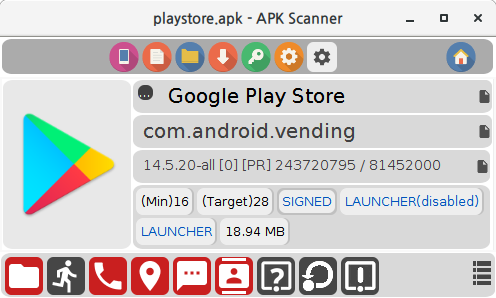 playstore,apk - APK Scanner
Google Play Store
com.android.vending
14.5.20-all [0] [PR] 243720795 / 81452000
(Min)16 (Target)28 SIGNED LAUNCHER(disabled)
LAUNCHER 18.94 MB